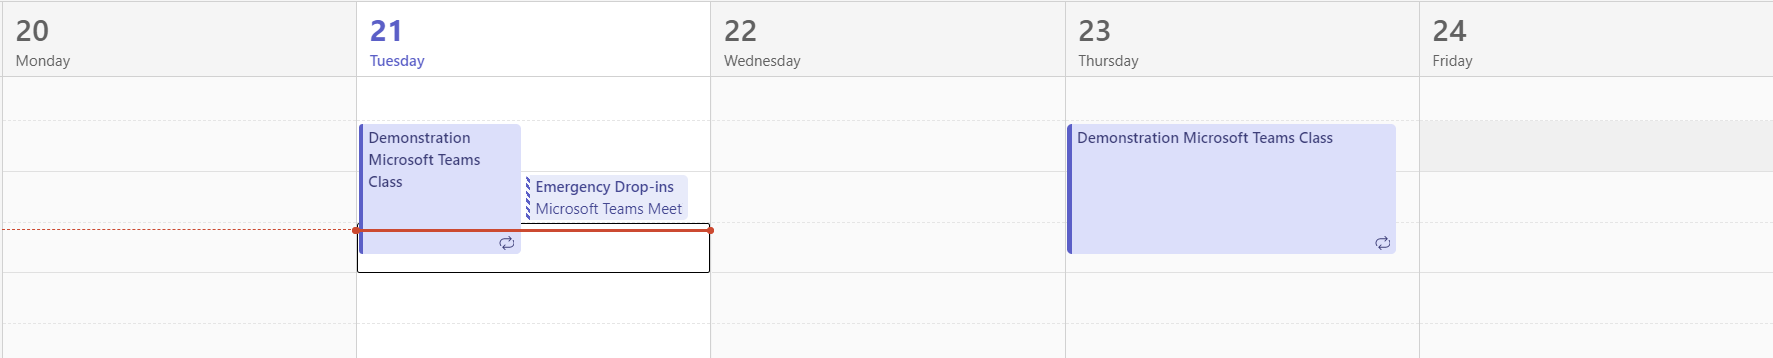 20
Monday
21
Tuesday
22
Wednesday
23
Thursday
24
Friday
Demonstration
Microsoft Teams
Class
Emergency Drop-ins
Microsoft Teams Meet
Demonstration Microsoft Teams Class